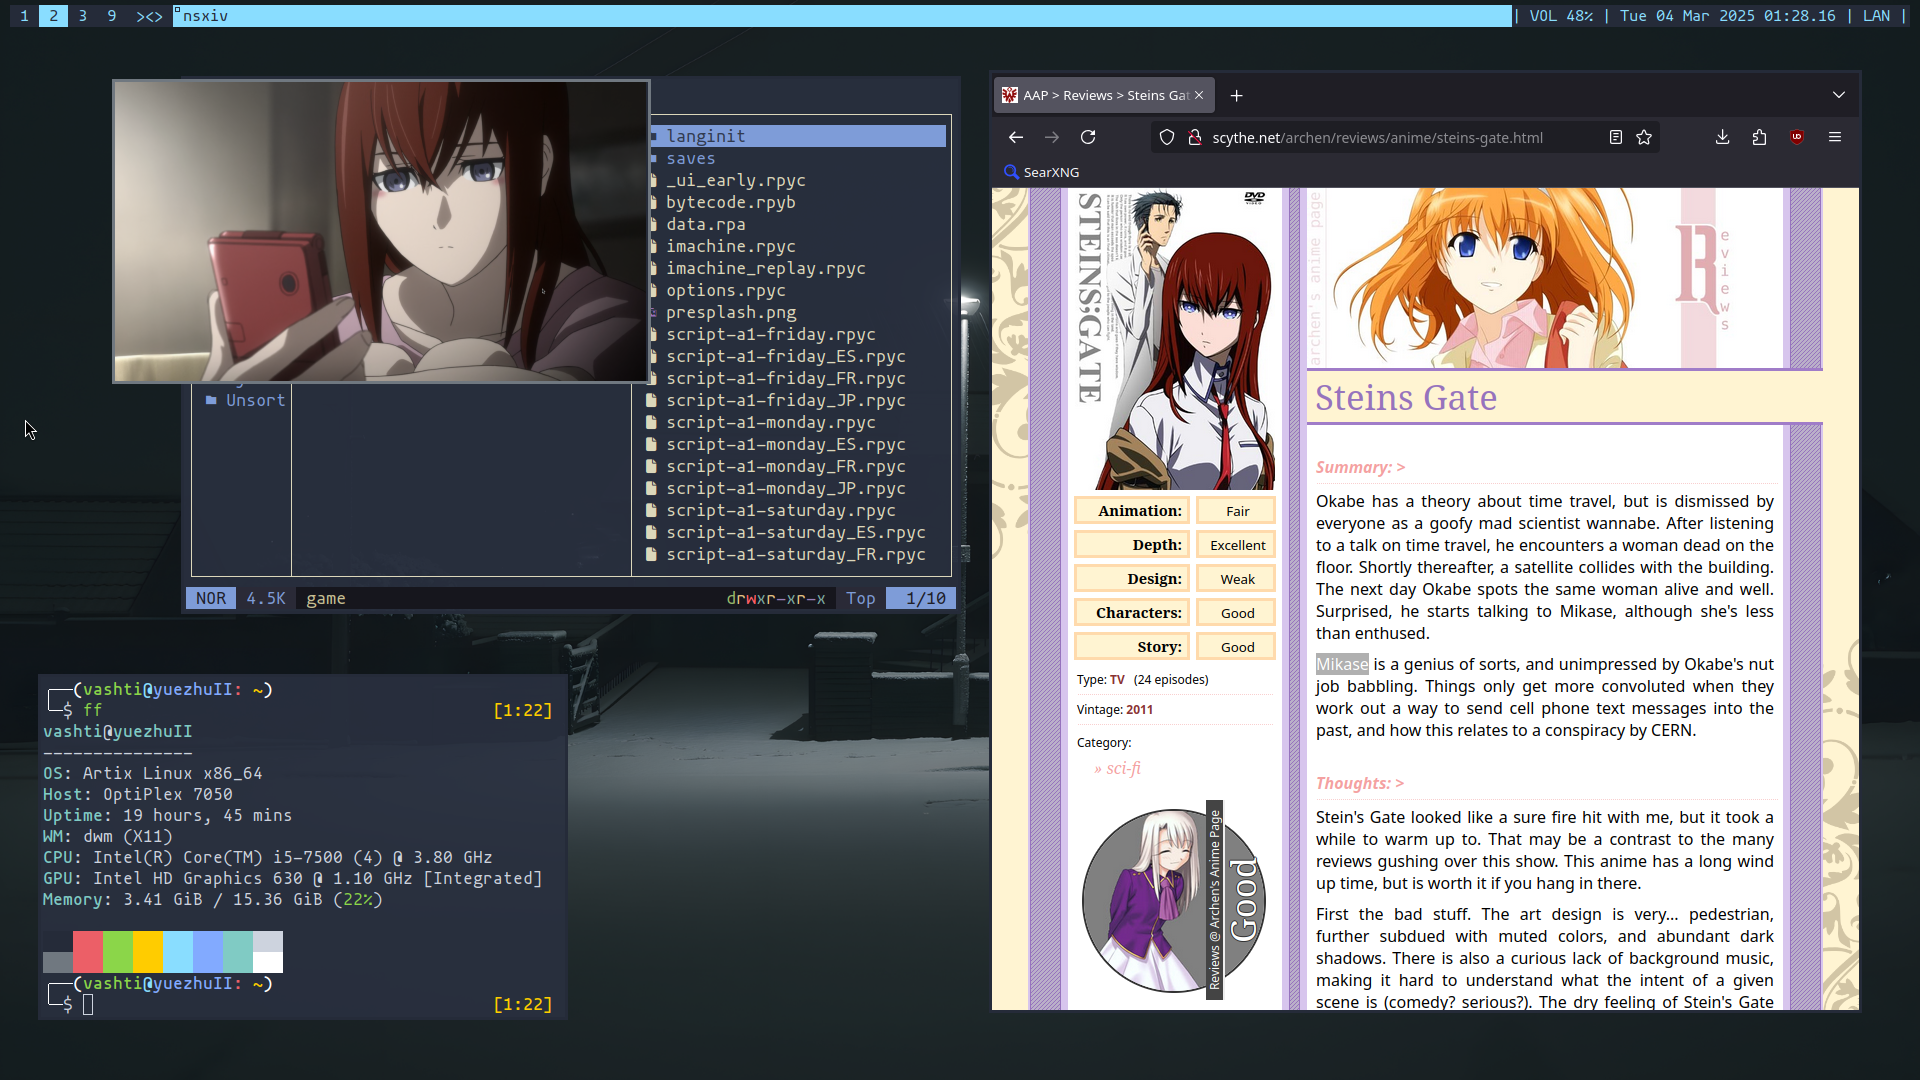 1 2 3 9 ><> nsxiv | VOL 48% | Tue 04 Mar 2025 01:28.16 | LAN |
langinit
saves
_ui_early.rpyc
bytecode.rpyb
data.rpa
imachine.rpyc
imachine_replay.rpyc
options.rpyc
presplash.png
script-a1-friday.rpyc
script-a1-friday_ES.rpyc
script-a1-friday_FR.rpyc
Unsort
script-a1-friday_JP.rpyc
script-a1-monday.rpyc
script-a1-monday_ES.rpyc
script-a1-monday_FR.rpyc
script-a1-monday_JP.rpyc
script-a1-saturday.rpyc
script-a1-saturday_ES.rpyc
script-a1-saturday_FR.rpyc
NOR 4.5K game drwxr-xr-x Top 1/10
(vashti@yuezhuII: ~)
$ ff [1:22]
vashti@yuezhuII
---------------
OS: Artix Linux x86_64
Host: OptiPlex 7050
Uptime: 19 hours, 45 mins
WM: dwm (X11)
CPU: Intel(R) Core(TM) i5-7500 (4) @ 3.80 GHz
GPU: Intel HD Graphics 630 @ 1.10 GHz [Integrated]
Memory: 3.41 GiB / 15.36 GiB (22%)
(vashti@yuezhuII: ~)
$ [1:22]
AAP > Reviews > Steins Gat
scythe.net/archen/reviews/anime/steins-gate.html
SearXNG
STEINS;GATE
DVD
VIDEO
archen's anime page
Reviews
Animation: Fair
Depth: Excellent
Design: Weak
Characters: Good
Story: Good
Type: TV (24 episodes)
Vintage: 2011
Category:
» sci-fi
Reviews @ Archen's Anime Page
Good
Steins Gate
Summary: >
Okabe has a theory about time travel, but is dismissed by
everyone as a goofy mad scientist wannabe. After listening
to a talk on time travel, he encounters a woman dead on the
floor. Shortly thereafter, a satellite collides with the building.
The next day Okabe spots the same woman alive and well.
Surprised, he starts talking to Mikase, although she's less
than enthused.
Mikase is a genius of sorts, and unimpressed by Okabe's nut
job babbling. Things only get more convoluted when they
work out a way to send cell phone text messages into the
past, and how this relates to a conspiracy by CERN.
Thoughts: >
Stein's Gate looked like a sure fire hit with me, but it took a
while to warm up to. That may be a contrast to the many
reviews gushing over this show. This anime has a long wind
up time, but is worth it if you hang in there.
First the bad stuff. The art design is very... pedestrian,
further subdued with muted colors, and abundant dark
shadows. There is also a curious lack of background music,
making it hard to understand what the intent of a given
scene is (comedy? serious?). The dry feeling of Stein's Gate